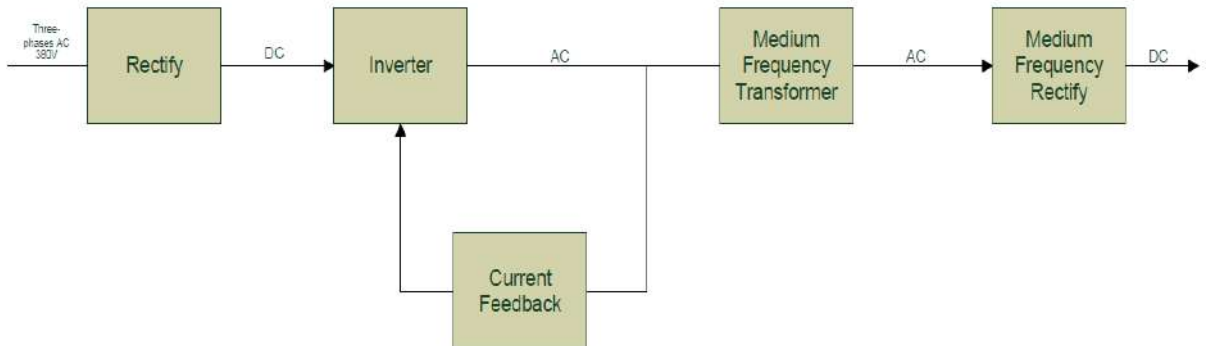 Three-
phases AC
380V
Rectify
DC
Inverter
AC
Medium
Frequency
Transformer
AC
Medium
Frequency
Rectify
DC
Current
Feedback